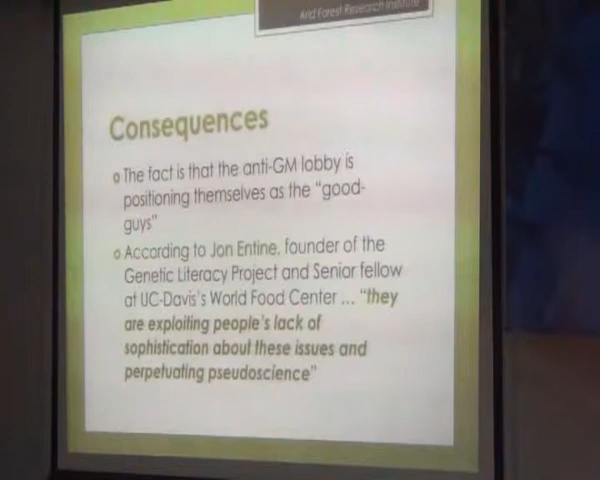 Arid Forest Research Institute
Consequences
o The fact is that the anti-GM lobby is
positioning themselves as the "good-
guys"
o According to Jon Entine, founder of the
Genetic Literacy Project and Senior fellow
at UC-Davis's World Food Center ... "they
are exploiting people's lack of
sophistication about these issues and
perpetuating pseudoscience"